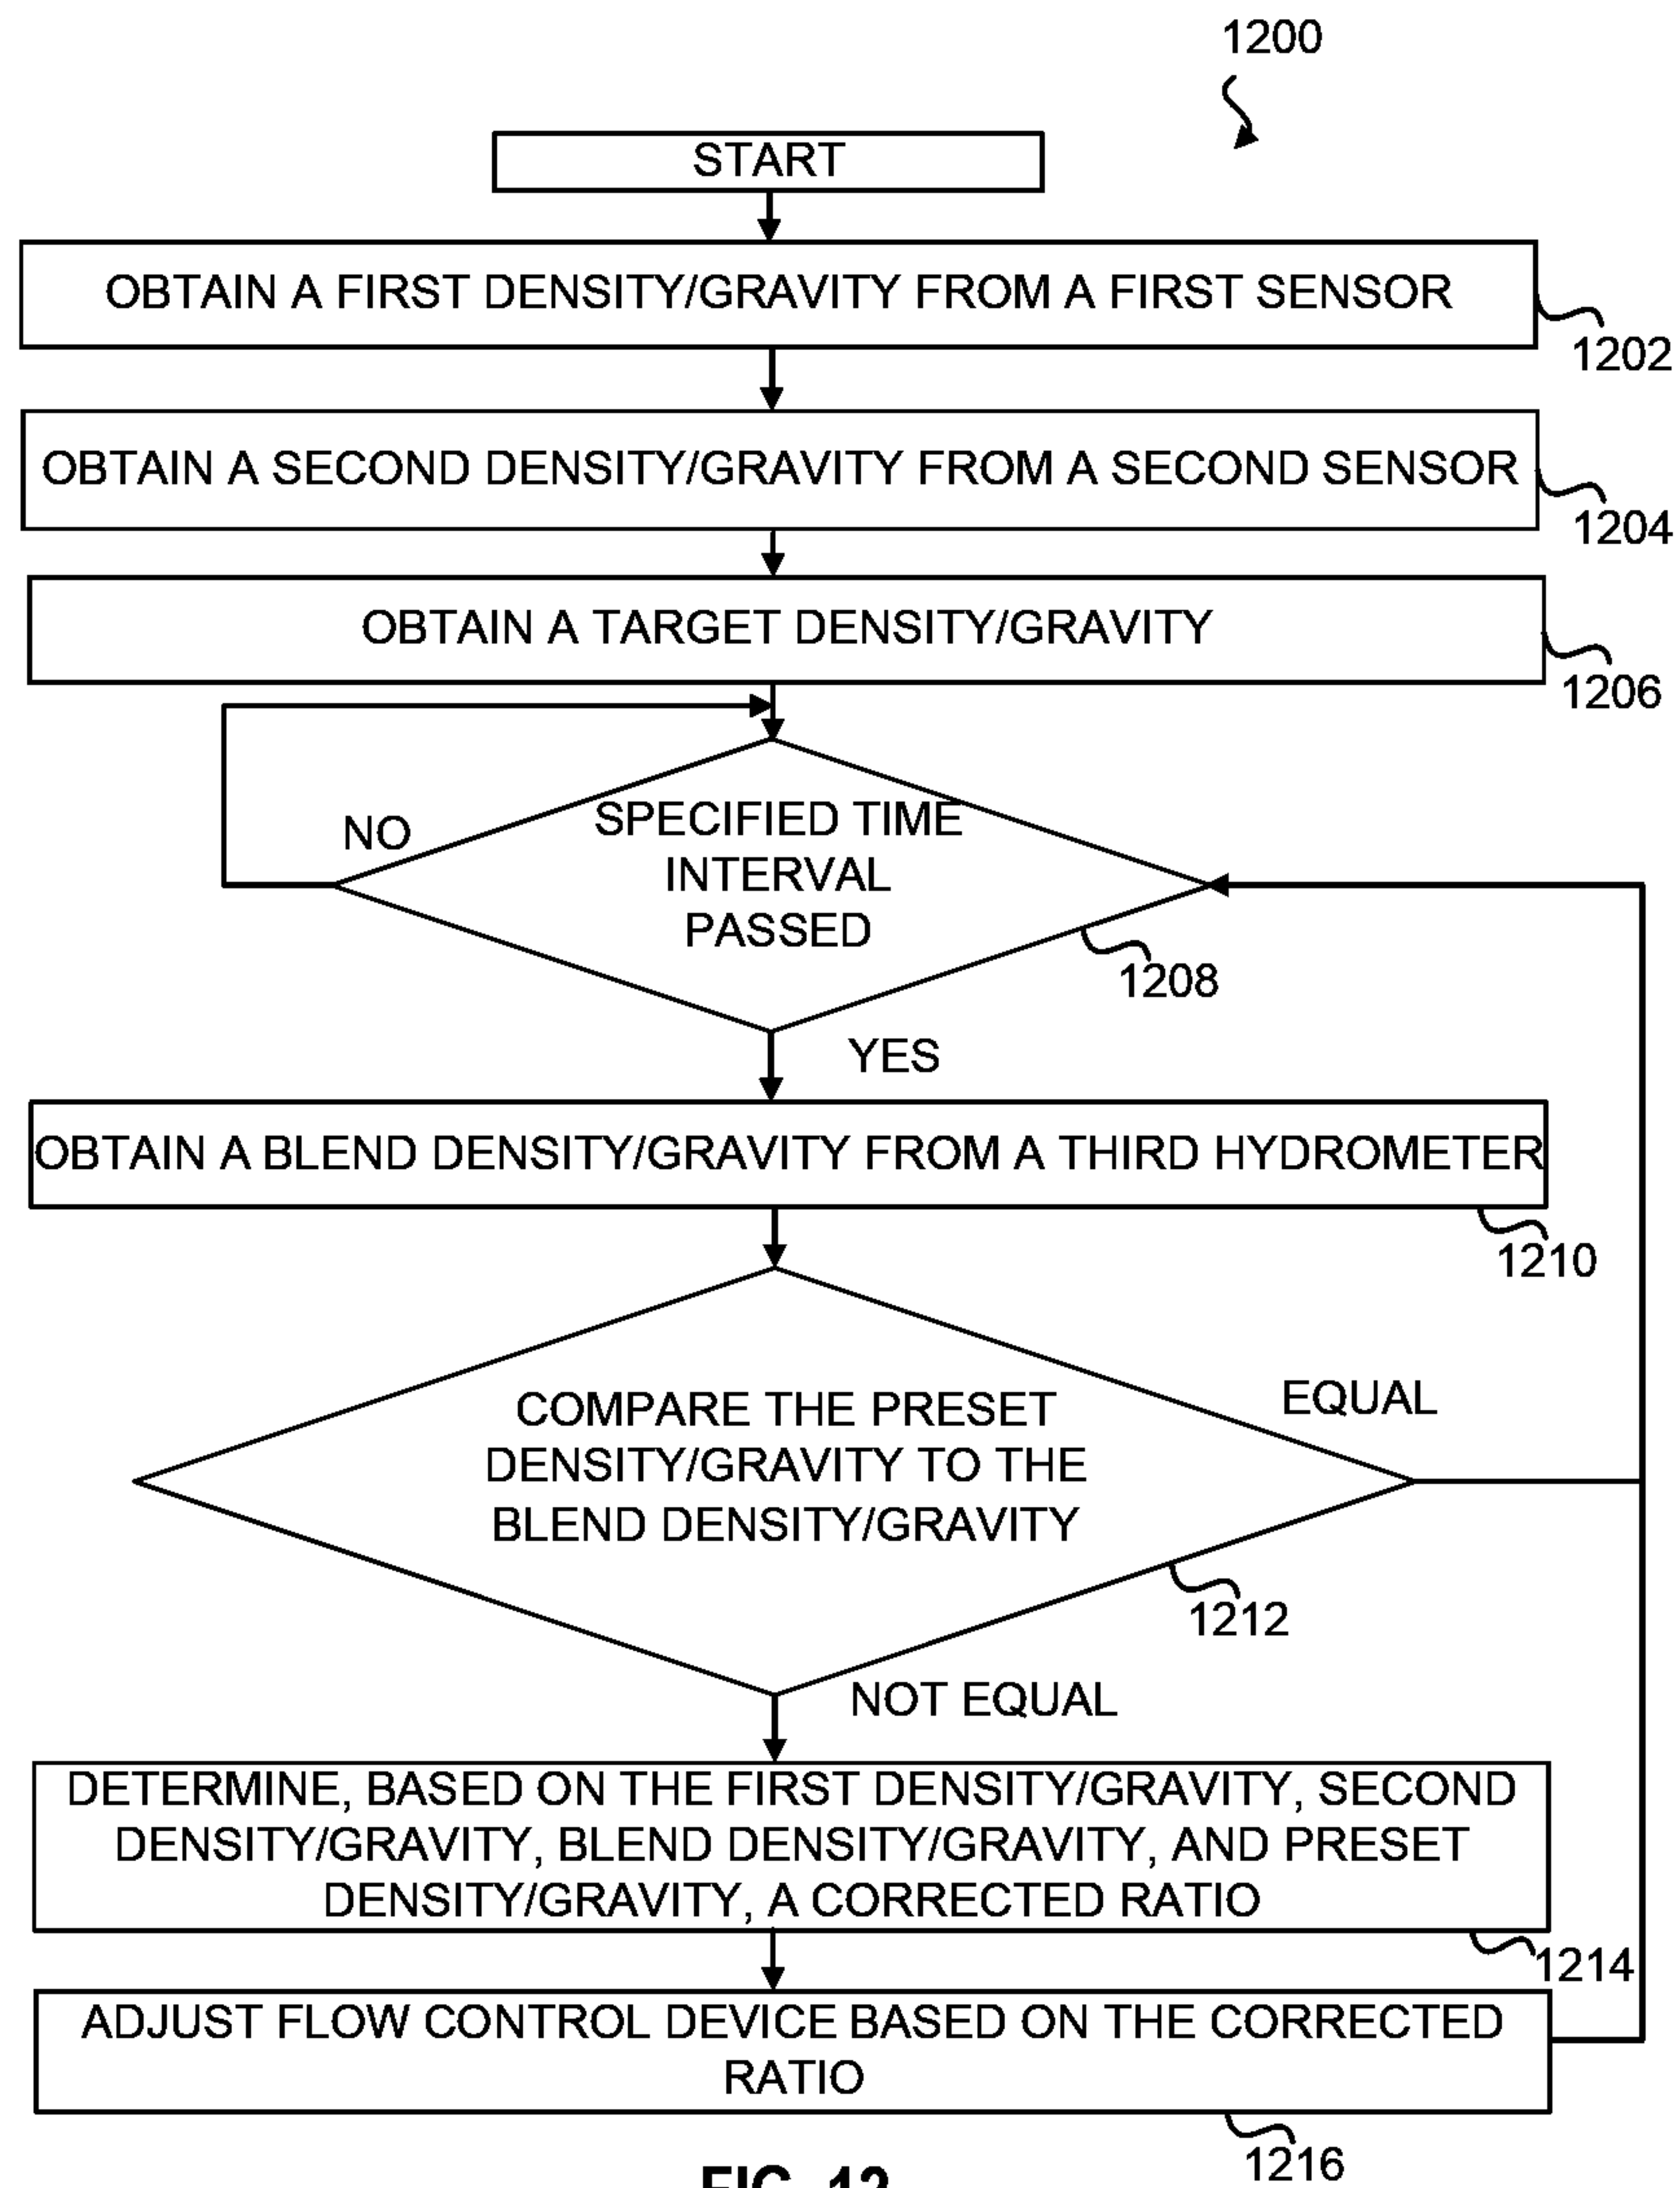 1200
START
OBTAIN A FIRST DENSITY/GRAVITY FROM A FIRST SENSOR
1202
OBTAIN A SECOND DENSITY/GRAVITY FROM A SECOND SENSOR
1204
OBTAIN A TARGET DENSITY/GRAVITY
1206
NO
SPECIFIED TIME
INTERVAL
PASSED
1208
YES
OBTAIN A BLEND DENSITY/GRAVITY FROM A THIRD HYDROMETER
1210
COMPARE THE PRESET
DENSITY/GRAVITY TO THE
BLEND DENSITY/GRAVITY
EQUAL
1212
NOT EQUAL
DETERMINE, BASED ON THE FIRST DENSITY/GRAVITY, SECOND
DENSITY/GRAVITY, BLEND DENSITY/GRAVITY, AND PRESET
DENSITY/GRAVITY, A CORRECTED RATIO
1214
ADJUST FLOW CONTROL DEVICE BASED ON THE CORRECTED
RATIO
1216
FIG. 12